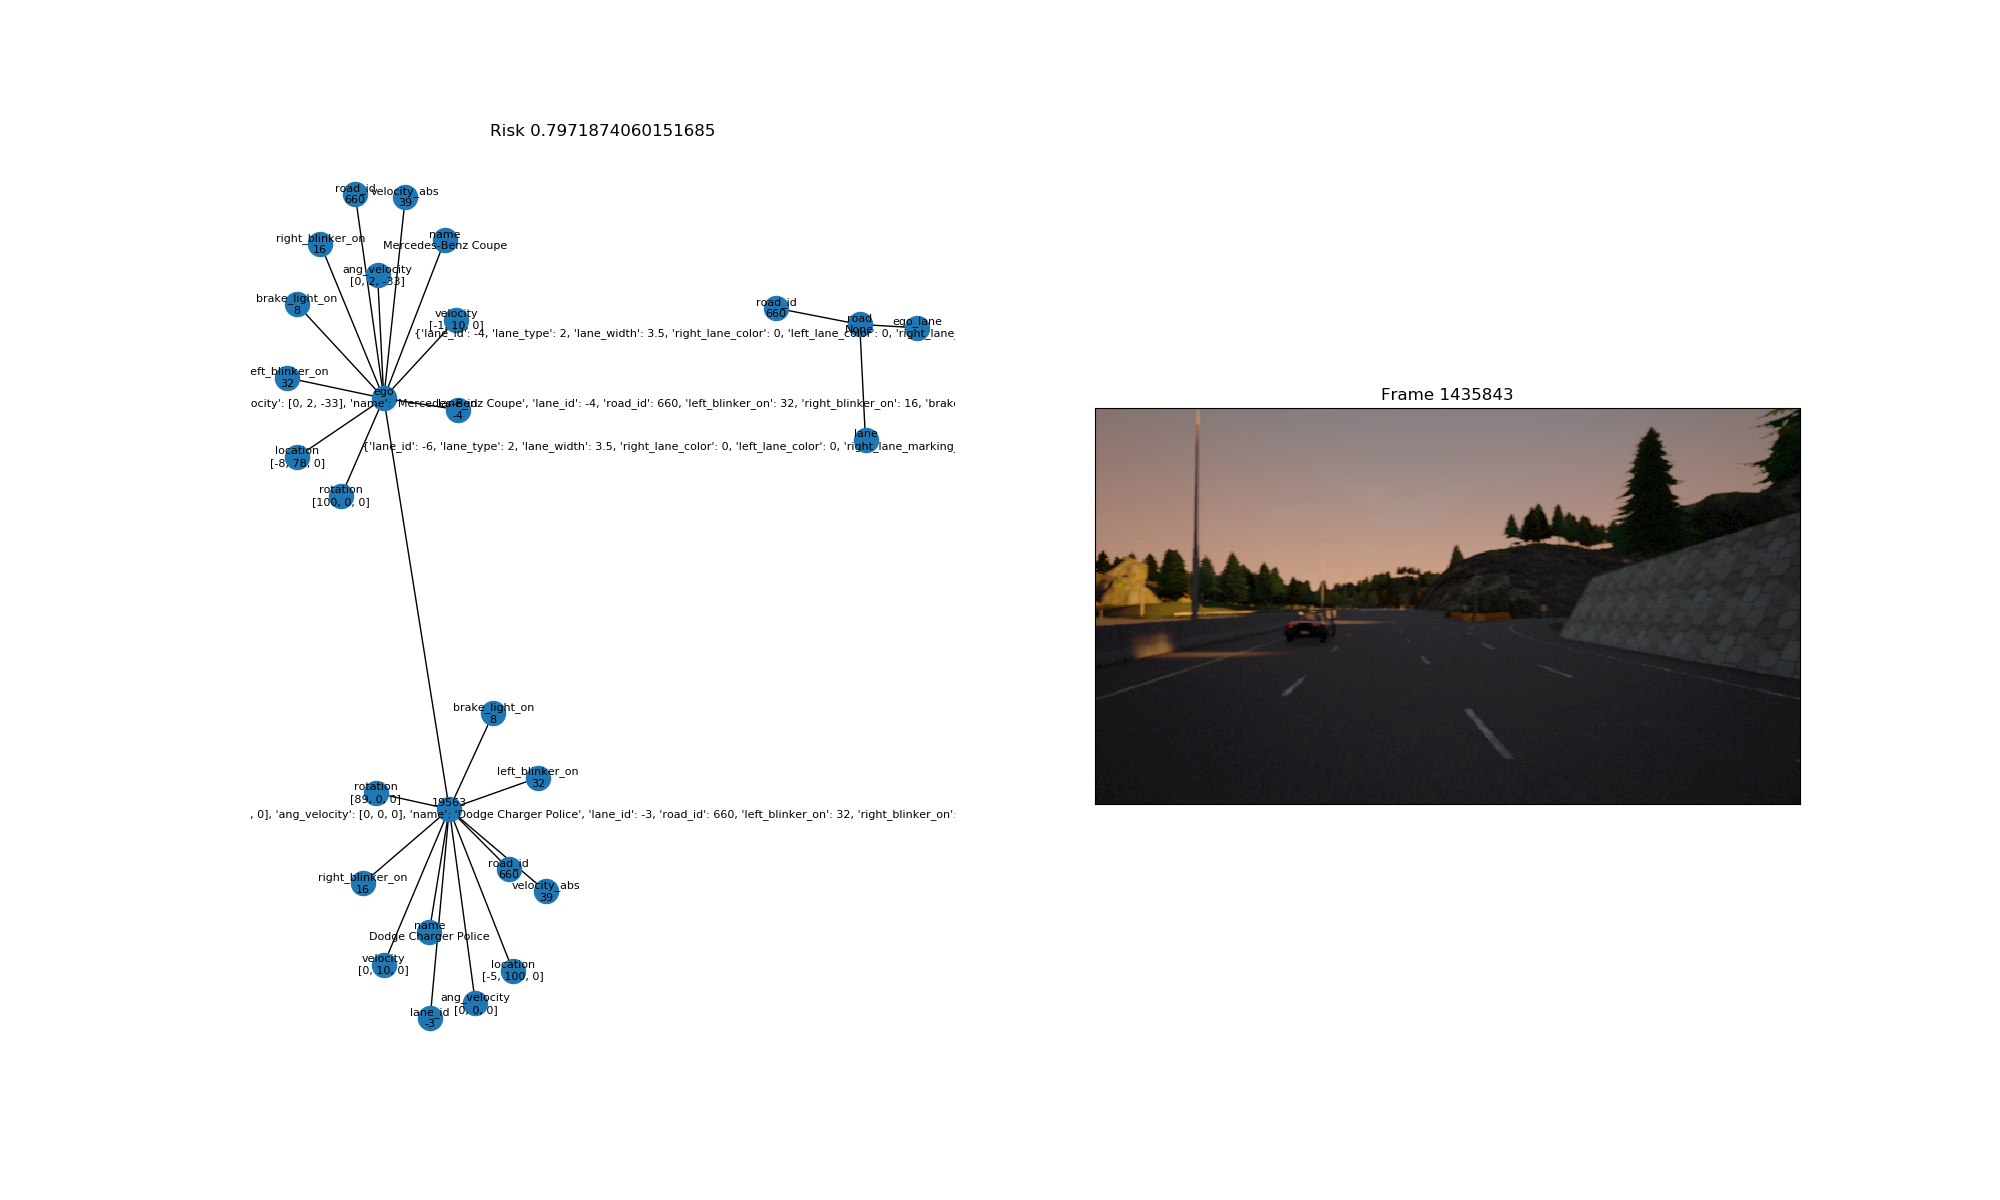 Risk 0.7971874060151685
road_id
660
velocity_abs
39
right_blinker_on
16
name
Mercedes-Benz Coupe
ang_velocity
[0, 2, -33]
brake_light_on
8
velocity
[-1, 10, 0]
road_id
660
road
None
ego_lane
{'lane_id': -4, 'lane_type': 2, 'lane_width': 3.5, 'right_lane_color': 0, 'left_lane_color': 0, 'right_lane_
eft_blinker_on
32
ego
ocity': [0, 2, -33], 'name': 'Mercedes-Benz Coupe', 'lane_id': -4, 'road_id': 660, 'left_blinker_on': 32, 'right_blinker_on': 16, 'brake
lane_id
-4
lane
{'lane_id': -6, 'lane_type': 2, 'lane_width': 3.5, 'right_lane_color': 0, 'left_lane_color': 0, 'right_lane_marking_
location
[-8, 78, 0]
rotation
[100, 0, 0]
Frame 1435843
brake_light_on
8
left_blinker_on
32
rotation
[89, 0, 0]
19563
, 0], 'ang_velocity': [0, 0, 0], 'name': 'Dodge Charger Police', 'lane_id': -3, 'road_id': 660, 'left_blinker_on': 32, 'right_blinker_on':
road_id
660
right_blinker_on
16
velocity_abs
39
name
Dodge Charger Police
velocity
[0, 10, 0]
location
[-5, 100, 0]
ang_velocity
[0, 0, 0]
lane_id
-3